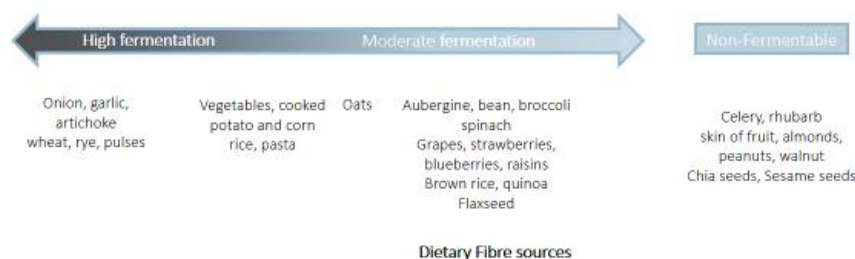 High fermentation
Moderate fermentation
Non-Fermentable
Onion, garlic,
artichoke
wheat, rye, pulses
Vegetables, cooked
potato and corn
rice, pasta
Oats
Aubergine, bean, broccoli
spinach
Grapes, strawberries,
blueberries, raisins
Brown rice, quinoa
Flaxseed
Celery, rhubarb
skin of fruit, almonds,
peanuts, walnut
Chia seeds, Sesame seeds
Dietary Fibre sources